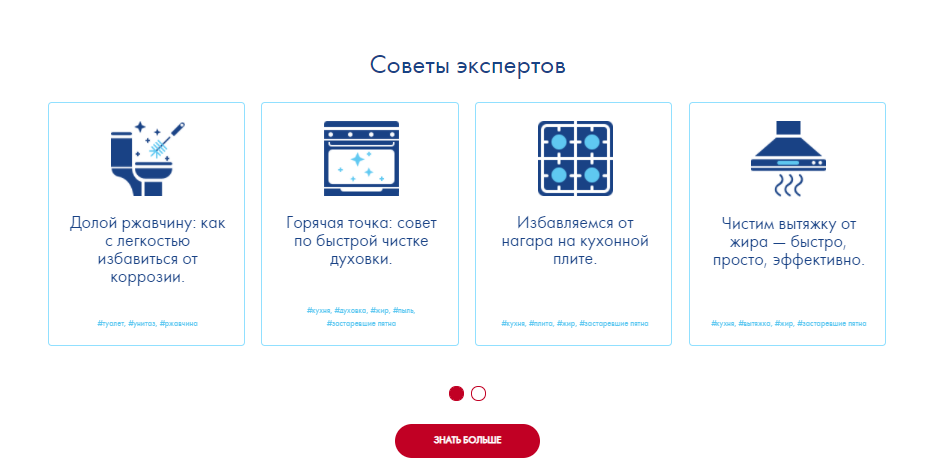 Советы экспертов
Долой ржавчину: как
с легкостью
избавиться от
коррозии.
#туалет, #унитаз, #ржавчина
Горячая точка: совет
по быстрой чистке
духовки.
#кухня, #духовка, #жир, #пыль,
#застаревшие пятна
Избавляемся от
нагара на кухонной
плите.
#кухня, #плита, #жир, #застаревшие пятна
Чистим вытяжку от
жира — быстро,
просто, эффективно.
#кухня, #вытяжка, #жир, #застаревшие пятна
ЗНАТЬ БОЛЬШЕ